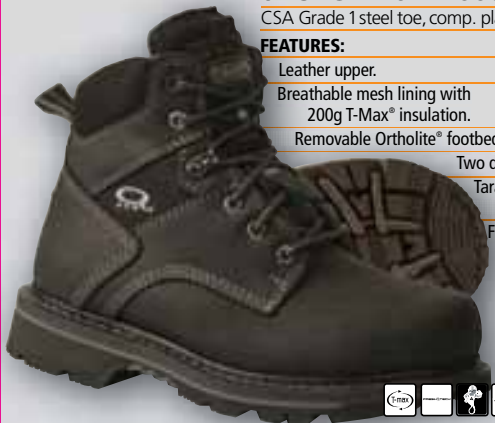 CSA Grade 1 steel toe, comp. pl
FEATURES:
Leather upper.
Breathable mesh lining with
200g T-Max® insulation.
Removable Ortholite® footbed
Two
Tar
F
T-max